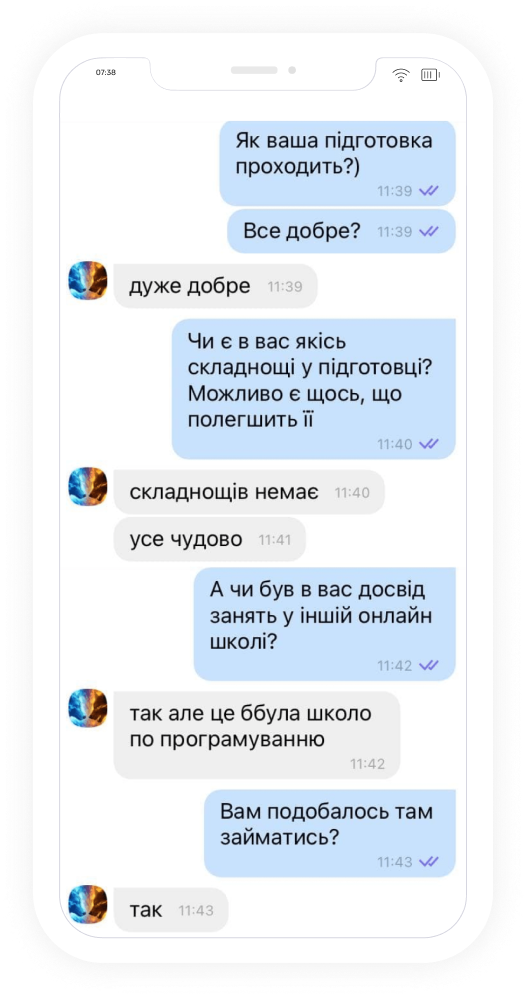 07:38
Як ваша підготовка
проходить?)
11:39
Все добре? 11:39
дуже добре 11:39
Чи є в вас якісь
складнощі у підготовці?
Можливо є щось, що
полегшить її
11:40
складнощів немає 11:40
усе чудово 11:41
А чи був в вас досвід
занять у іншій онлайн
школі?
11:42
так але це ббула школо
по програмуванню
11:42
Вам подобалось там
займатись?
11:43
так 11:43